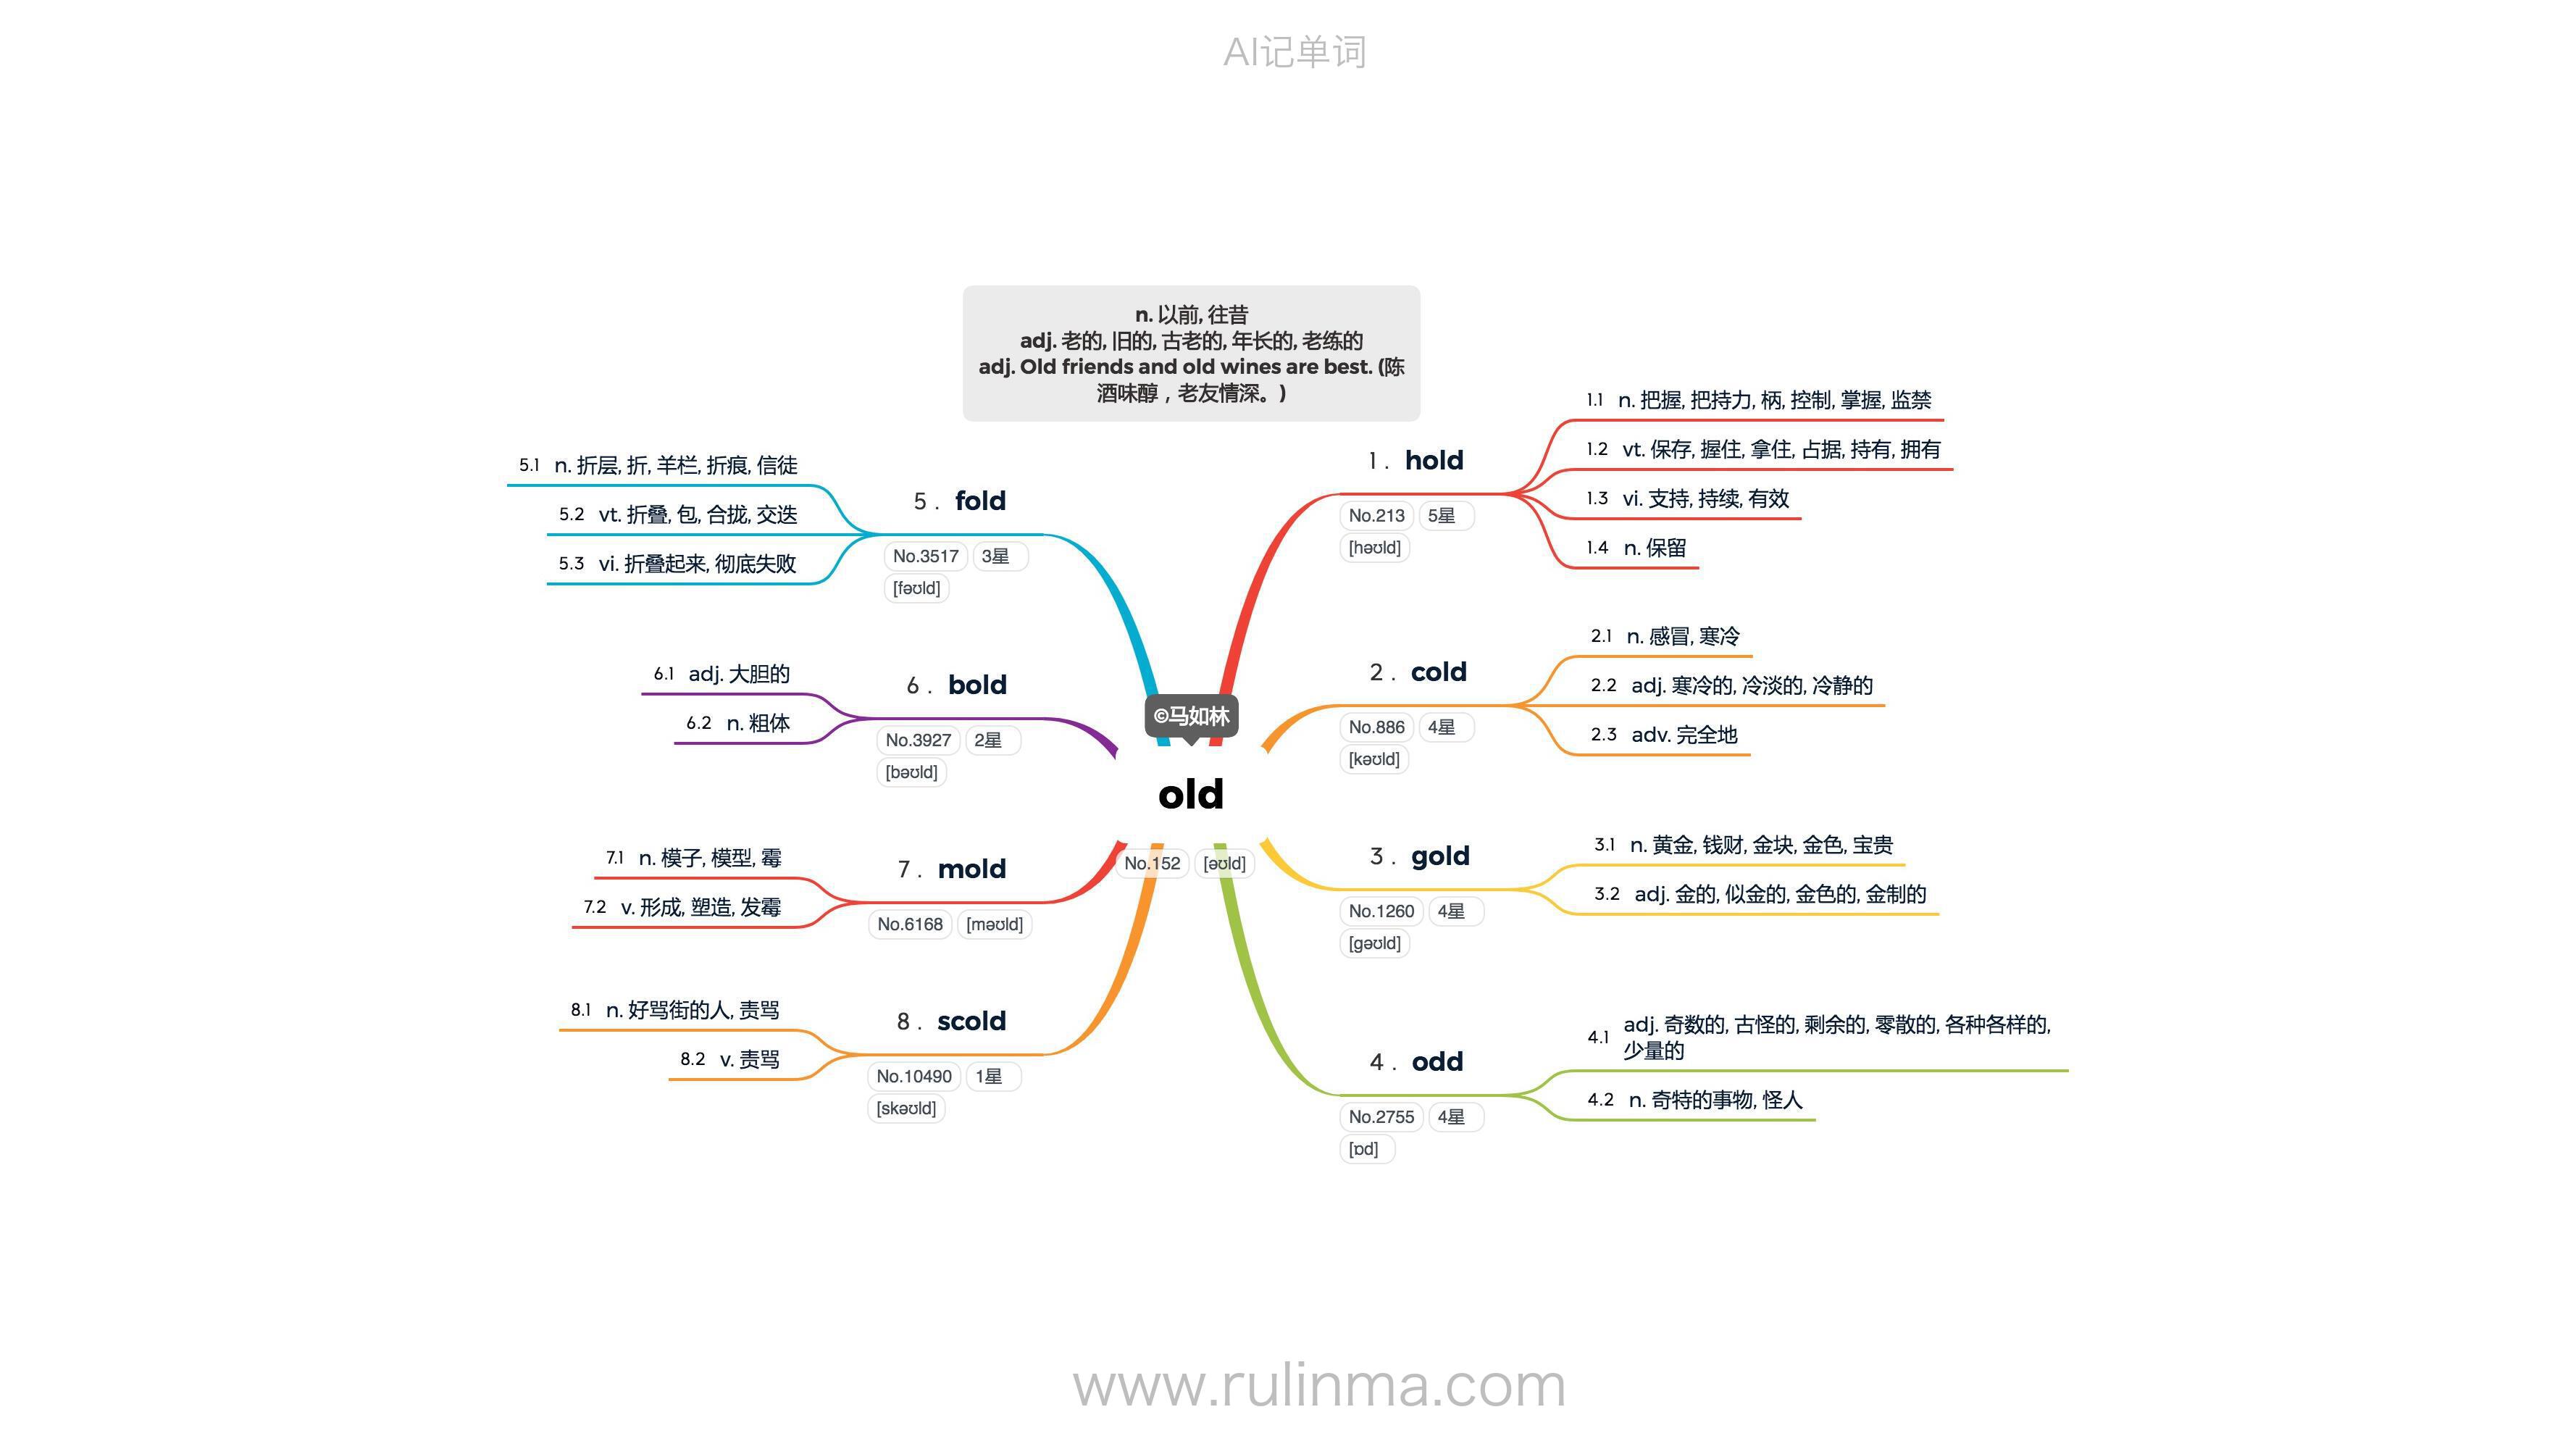 AI记单词
n. 以前, 往昔
adj. 老的, 旧的, 古老的, 年长的, 老练的
adj. Old friends and old wines are best. (陈
酒味醇，老友情深。)
©马如林
old
No.152 [əʊld]
1. hold
No.213 5星
[həʊld]
1.1 n. 把握, 把持力, 柄, 控制, 掌握, 监禁
1.2 vt. 保存, 握住, 拿住, 占据, 持有, 拥有
1.3 vi. 支持, 持续, 有效
1.4 n. 保留
2. cold
No.886 4星
[kəʊld]
2.1 n. 感冒, 寒冷
2.2 adj. 寒冷的, 冷淡的, 冷静的
2.3 adv. 完全地
3. gold
No.1260 4星
[gəʊld]
3.1 n. 黄金, 钱财, 金块, 金色, 宝贵
3.2 adj. 金的, 似金的, 金色的, 金制的
4. odd
No.2755 4星
[ɒd]
4.1 adj. 奇数的, 古怪的, 剩余的, 零散的, 各种各样的,
少量的
4.2 n. 奇特的事物, 怪人
5. fold
No.3517 3星
[fəʊld]
5.1 n. 折层, 折, 羊栏, 折痕, 信徒
5.2 vt. 折叠, 包, 合拢, 交迭
5.3 vi. 折叠起来, 彻底失败
6. bold
No.3927 2星
[bəʊld]
6.1 adj. 大胆的
6.2 n. 粗体
7. mold
No.6168 [məʊld]
7.1 n. 模子, 模型, 霉
7.2 v. 形成, 塑造, 发霉
8. scold
No.10490 1星
[skəʊld]
8.1 n. 好骂街的人, 责骂
8.2 v. 责骂
www.rulinma.com